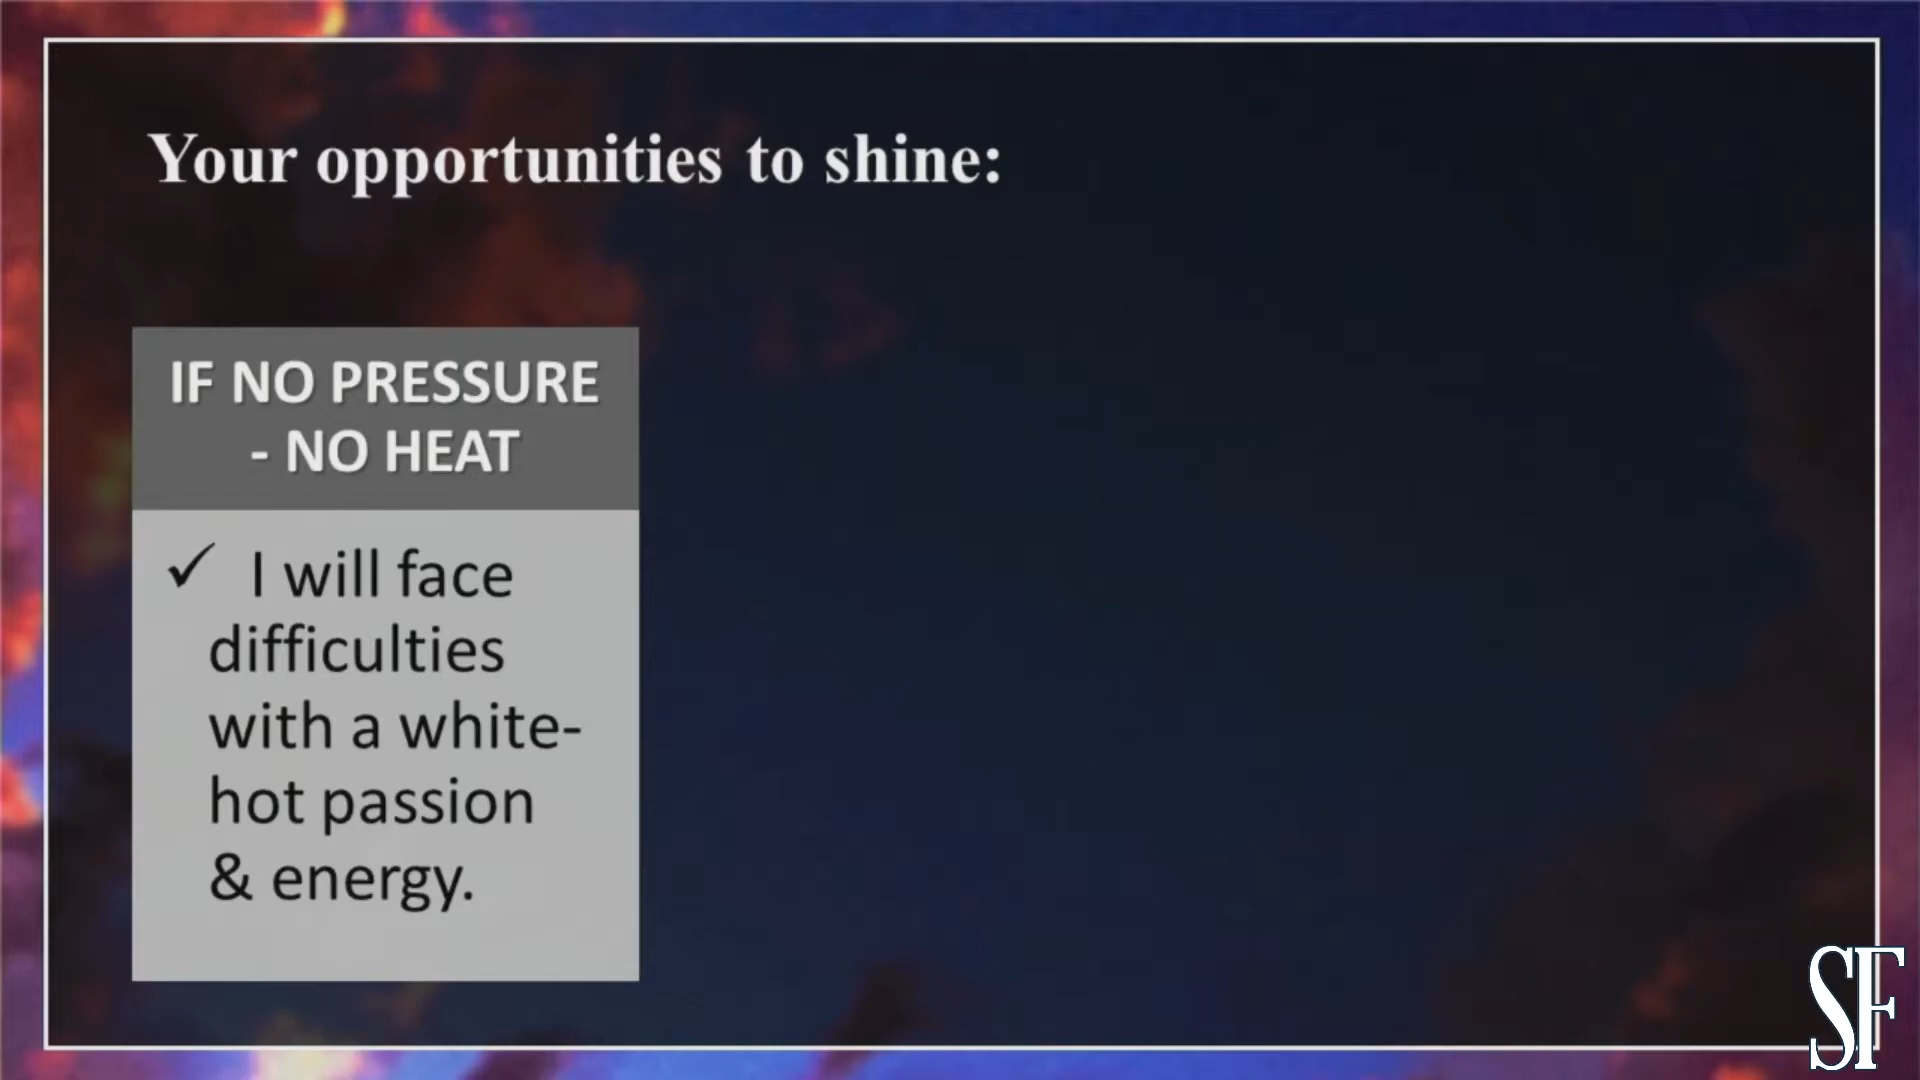 Your opportunities to shine:
IF NO PRESSURE
- NO HEAT
✓ I will face
difficulties
with a white-
hot passion
& energy.
SF